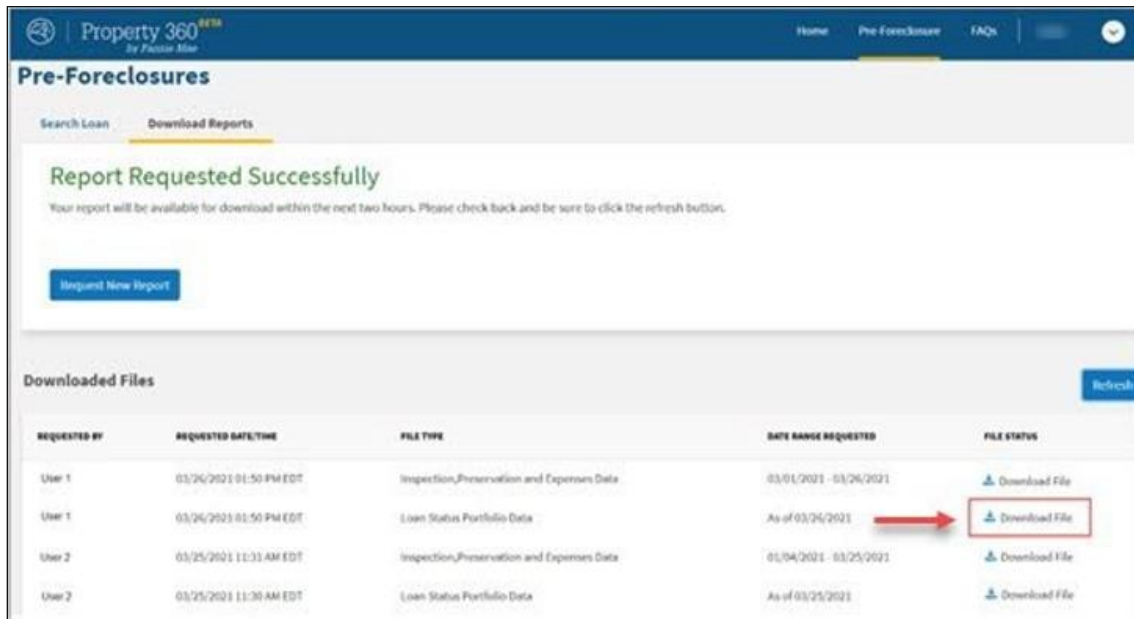 Property 360 BETA
by Fannie Mae
Home Pre-Foreclosure FAQs
Pre-Foreclosures
Search Loan Download Reports
Report Requested Successfully
Your report will be available for download within the next two hours. Please check back and be sure to click the refresh button.
Request New Report
Downloaded Files
Refresh
REQUESTED BY REQUESTED DATE/TIME FILE TYPE DATE RANGE REQUESTED FILE STATUS
User 1 03/26/2021 01:50 PM EDT Inspection,Preservation and Expenses Data 03/01/2021 - 03/26/2021 Download File
User 1 03/26/2021 01:50 PM EDT Loan Status Portfolio Data As of 03/26/2021 Download File
User 2 03/25/2021 11:31 AM EDT Inspection,Preservation and Expenses Data 01/04/2021 - 03/25/2021 Download File
User 2 03/25/2021 11:30 AM EDT Loan Status Portfolio Data As of 03/25/2021 Download File